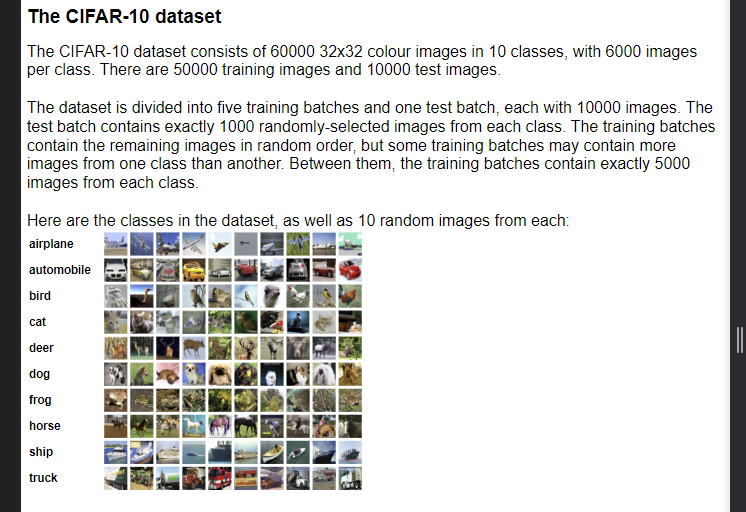 The CIFAR-10 dataset
The CIFAR-10 dataset consists of 60000 32x32 colour images in 10 classes, with 6000 images
per class. There are 50000 training images and 10000 test images.
The dataset is divided into five training batches and one test batch, each with 10000 images. The
test batch contains exactly 1000 randomly-selected images from each class. The training batches
contain the remaining images in random order, but some training batches may contain more
images from one class than another. Between them, the training batches contain exactly 5000
images from each class.
Here are the classes in the dataset, as well as 10 random images from each:
airplane
automobile
bird
cat
deer
dog
frog
horse
ship
truck